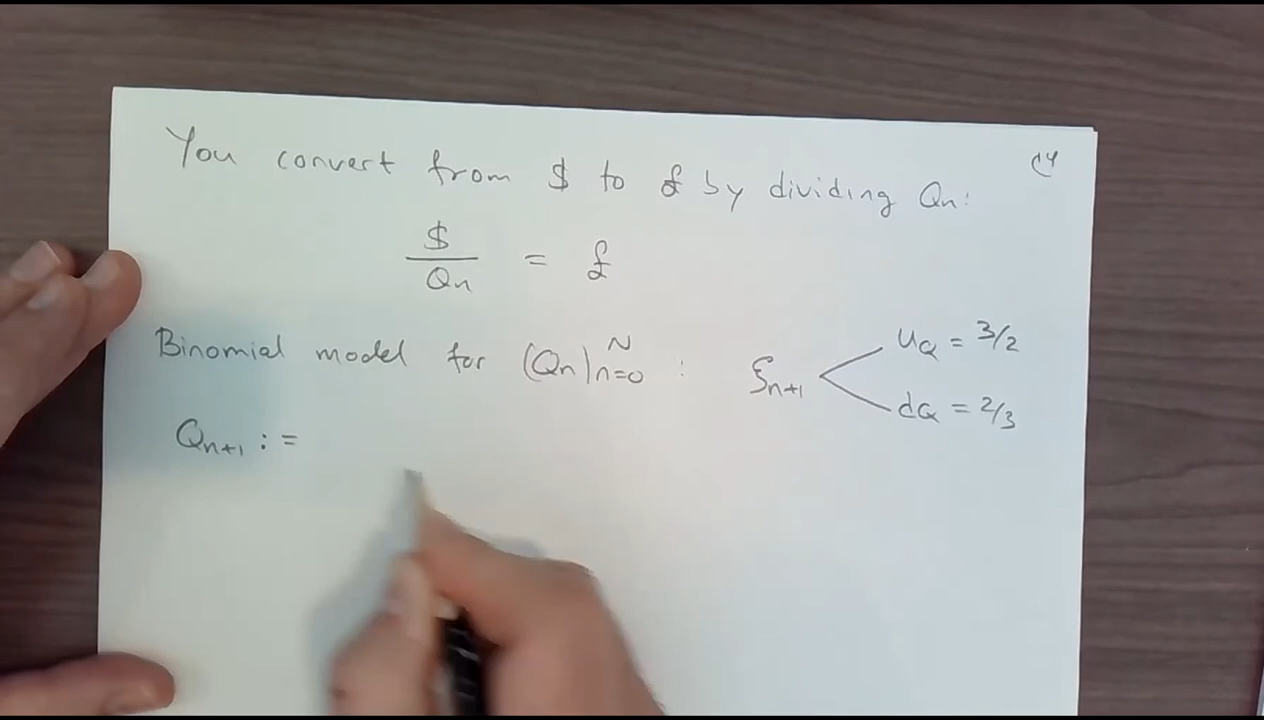 You convert from $ to £ by dividing Qn:
$ / Qn = £
Binomial model for (Qn)_{n=0}^{N} : ξn+1 < uQ = 3/2
dQ = 2/3
Qn+1 :=